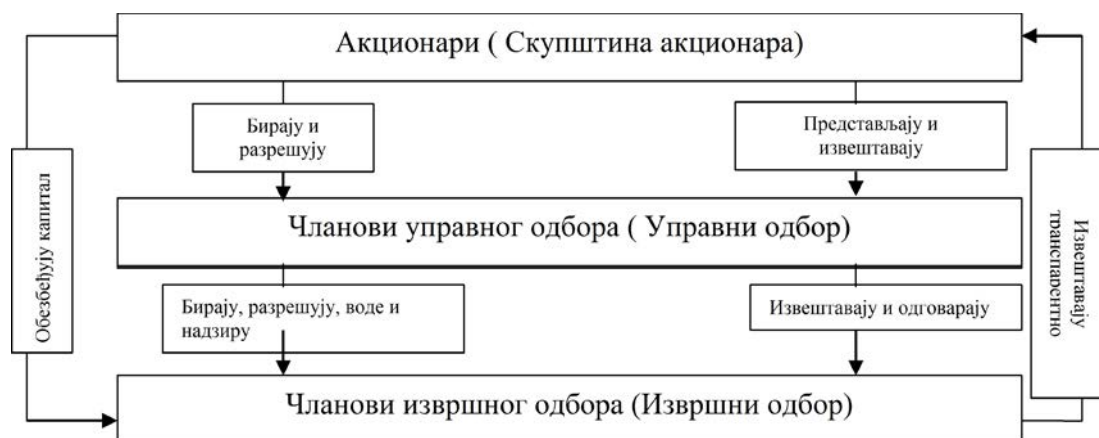 Акционари ( Скупштина акционара)
Бирају и
разрешују
Представљају и
извештавају
Обезбеђују капитал
Извештавају
транспарентно
Чланови управног одбора ( Управни одбор)
Бирају, разрешују, воде и
надзиру
Извештавају и одговарају
Чланови извршног одбора (Извршни одбор)